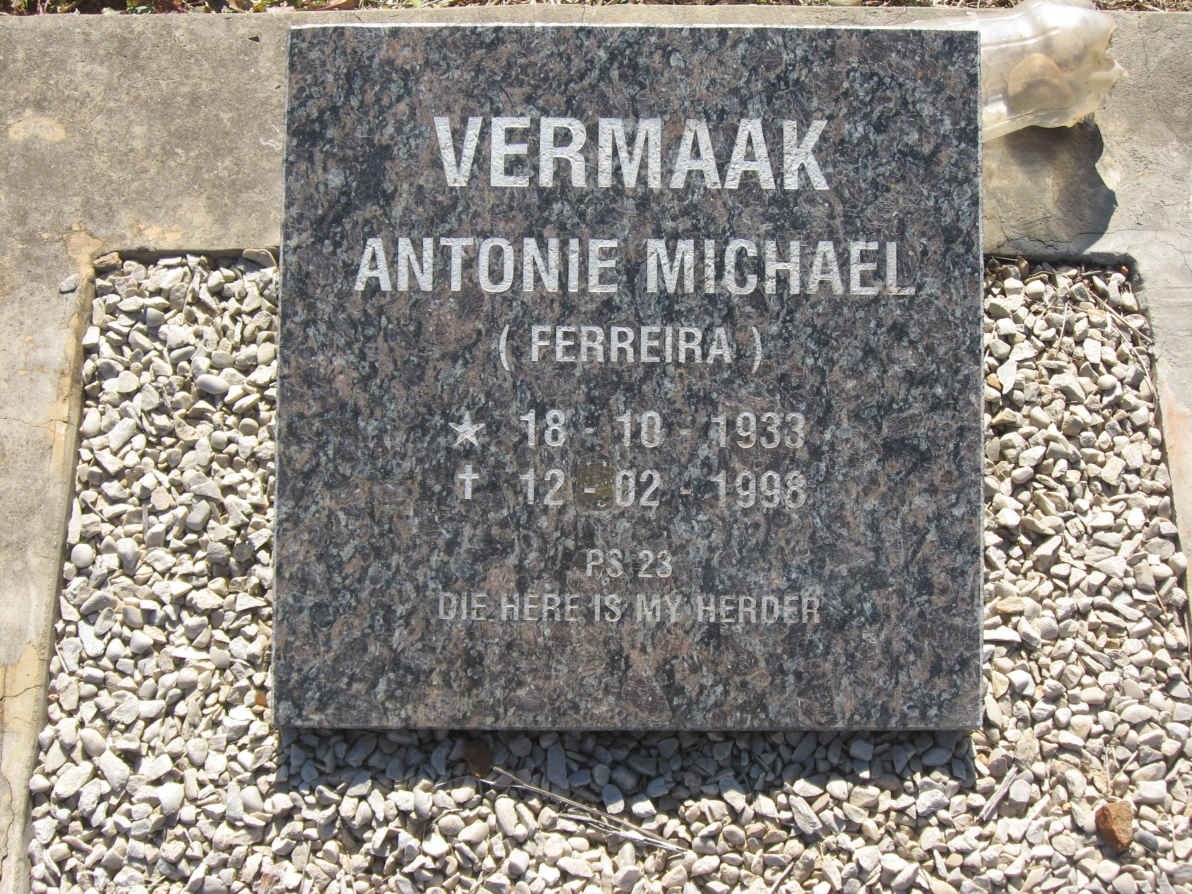 VERMAAK
ANTONIE MICHAEL
( FERREIRA )
★ 18 - 10 - 1933
✝ 12 - 02 - 1998
PS 23
DIE HERE IS MY HERDER